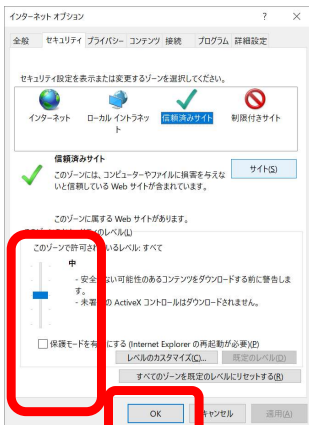 インターネット オプション ? ×
全般 セキュリティ プライバシー コンテンツ 接続 プログラム 詳細設定
セキュリティ設定を表示または変更するゾーンを選択してください。
インターネット ローカル イントラネッ 信頼済みサイト 制限付きサイト
ト
信頼済みサイト
サイト(S)
このゾーンには、コンピューターやファイルに損害を与えな
いと信頼している Web サイトが含まれています。
このゾーンに属する Web サイトがあります。
のレベル(L)
このゾーンで許可されているレベル: すべて
中
- 安全 ない可能性のあるコンテンツをダウンロードする前に警告しま
す。
- 未署 ActiveX コントロールはダウンロードされません。
保護モードを有 にする (Internet Explorer の再起動が必要)(P)
レベルのカスタマイズ(C)... 既定のレベル(D)
すべてのゾーンを既定のレベルにリセットする(R)
OK キャンセル 適用(A)